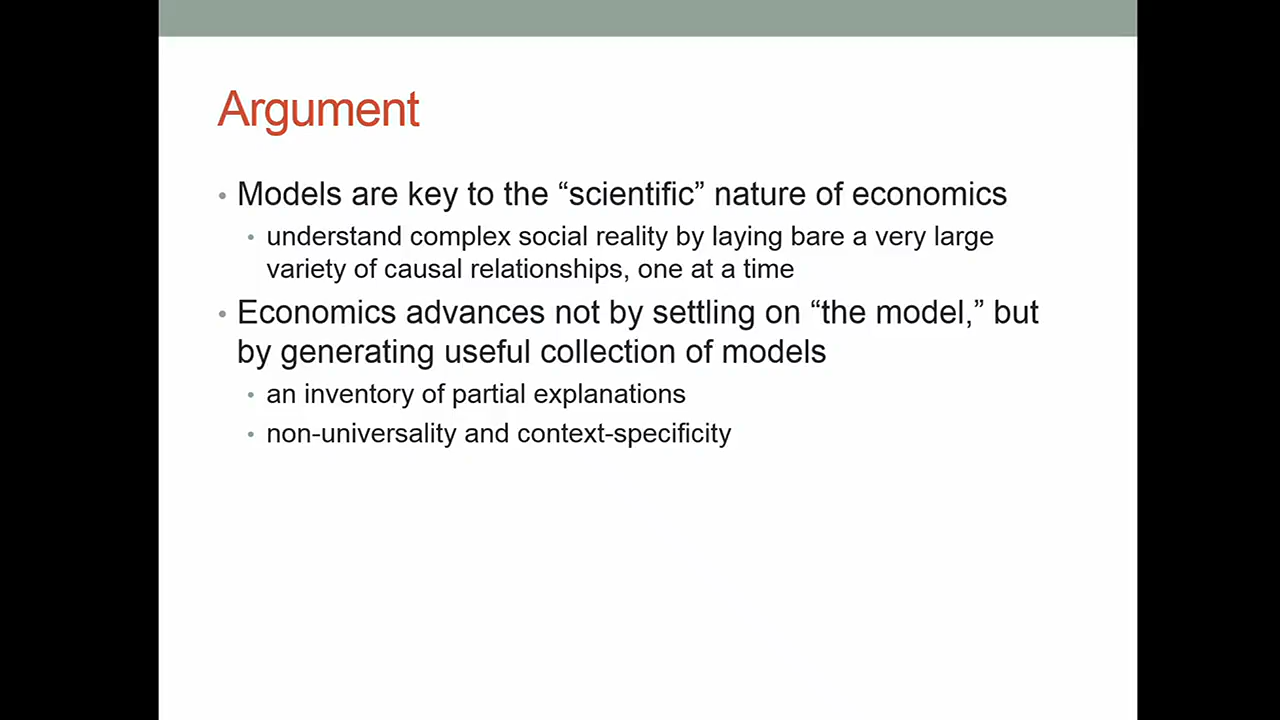 Argument
• Models are key to the “scientific” nature of economics
• understand complex social reality by laying bare a very large
variety of causal relationships, one at a time
• Economics advances not by settling on “the model,” but
by generating useful collection of models
• an inventory of partial explanations
• non-universality and context-specificity